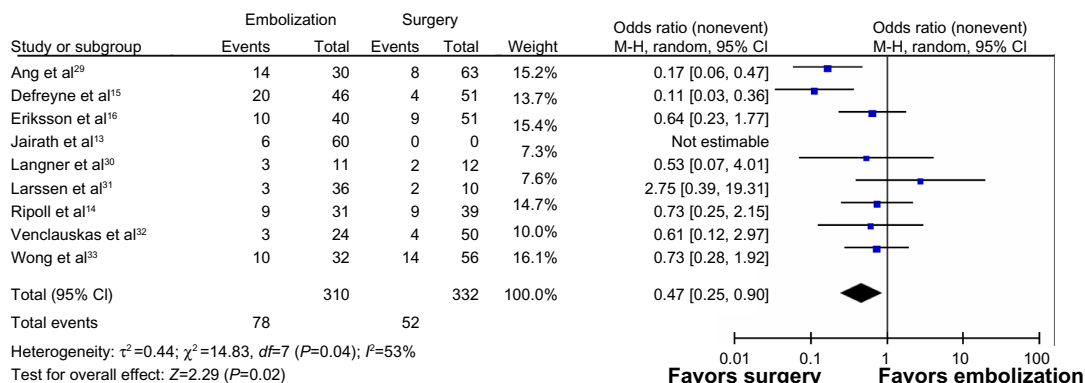 Embolization Surgery Odds ratio (nonevent) Odds ratio (nonevent)
Study or subgroup Events Total Events Total Weight M-H, random, 95% CI M-H, random, 95% CI
Ang et al²⁹ 14 30 8 63 15.2% 0.17 [0.06, 0.47]
Defreyne et al¹⁵ 20 46 4 51 13.7% 0.11 [0.03, 0.36]
Eriksson et al¹⁶ 10 40 9 51 15.4% 0.64 [0.23, 1.77]
Jairath et al¹³ 6 60 0 0 Not estimable
Langner et al³⁰ 3 11 2 12 7.3% 0.53 [0.07, 4.01]
Larssen et al³¹ 3 36 2 10 7.6% 2.75 [0.39, 19.31]
Ripoll et al¹⁴ 9 31 9 39 14.7% 0.73 [0.25, 2.15]
Venclauskas et al³² 3 24 4 50 10.0% 0.61 [0.12, 2.97]
Wong et al³³ 10 32 14 56 16.1% 0.73 [0.28, 1.92]
Total (95% CI) 310 332 100.0% 0.47 [0.25, 0.90]
Total events 78 52
Heterogeneity: τ²=0.44; χ²=14.83, df=7 (P=0.04); I²=53%
Test for overall effect: Z=2.29 (P=0.02)
0.01 0.1 1 10 100
Favors surgery Favors embolization